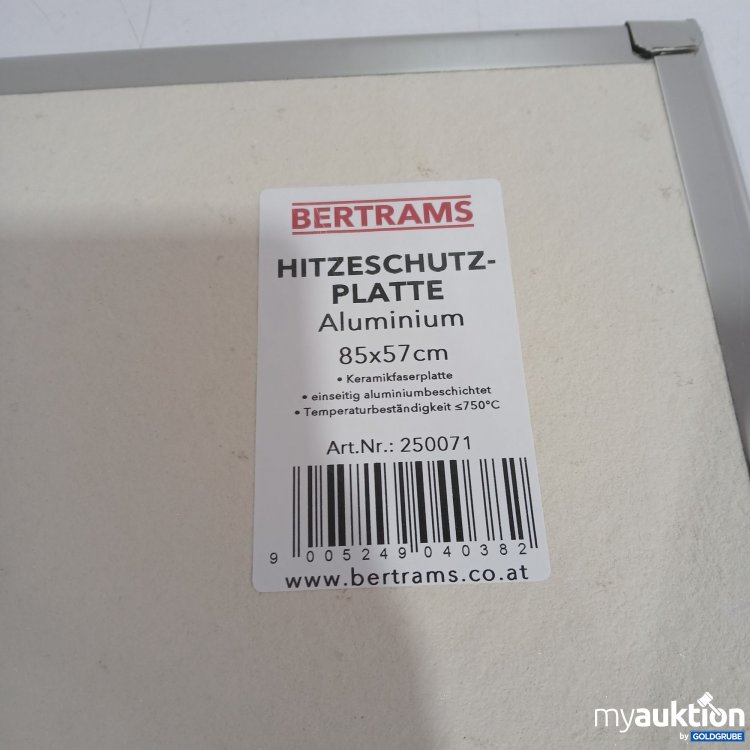 BERTRAMS
HITZESCHUTZ-
PLATTE
Aluminium
85x57cm
• Keramikfaserplatte
• einseitig aluminiumbeschichtet
• Temperaturbeständigkeit ≤750°C
Art.Nr.: 250071
9 005249 040382
www.bertrams.co.at
myauktion
by GOLDGRUBE